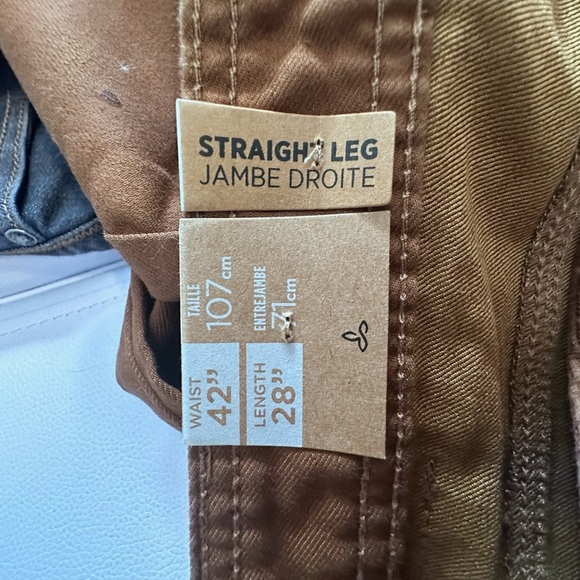 STRAIGHT LEG
JAMBE DROITE
TAILLE
107cm
ENTREJAMBE
71cm
WAIST
42”
LENGTH
28”